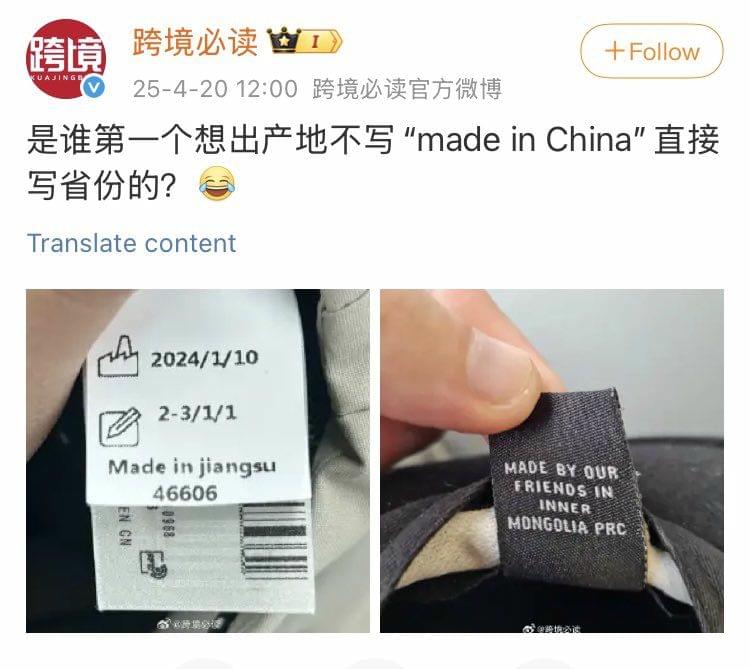 跨境
KUAJINGB
跨境必读
I
+Follow
25-4-20 12:00 跨境必读官方微博
是谁第一个想出产地不写 “made in China” 直接
写省份的? 😂
Translate content
2024/1/10
2-3/1/1
Made in jiangsu
46606
EN CN
0968
@跨境必读
MADE BY OUR
FRIENDS IN
INNER
MONGOLIA PRC
@跨境必读